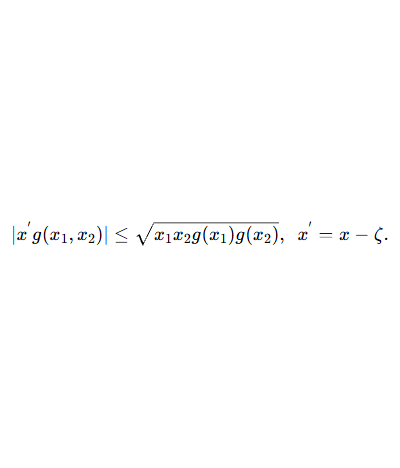 |x′g(x₁, x₂)| ≤ √(x₁x₂g(x₁)g(x₂)), x′ = x − ζ.